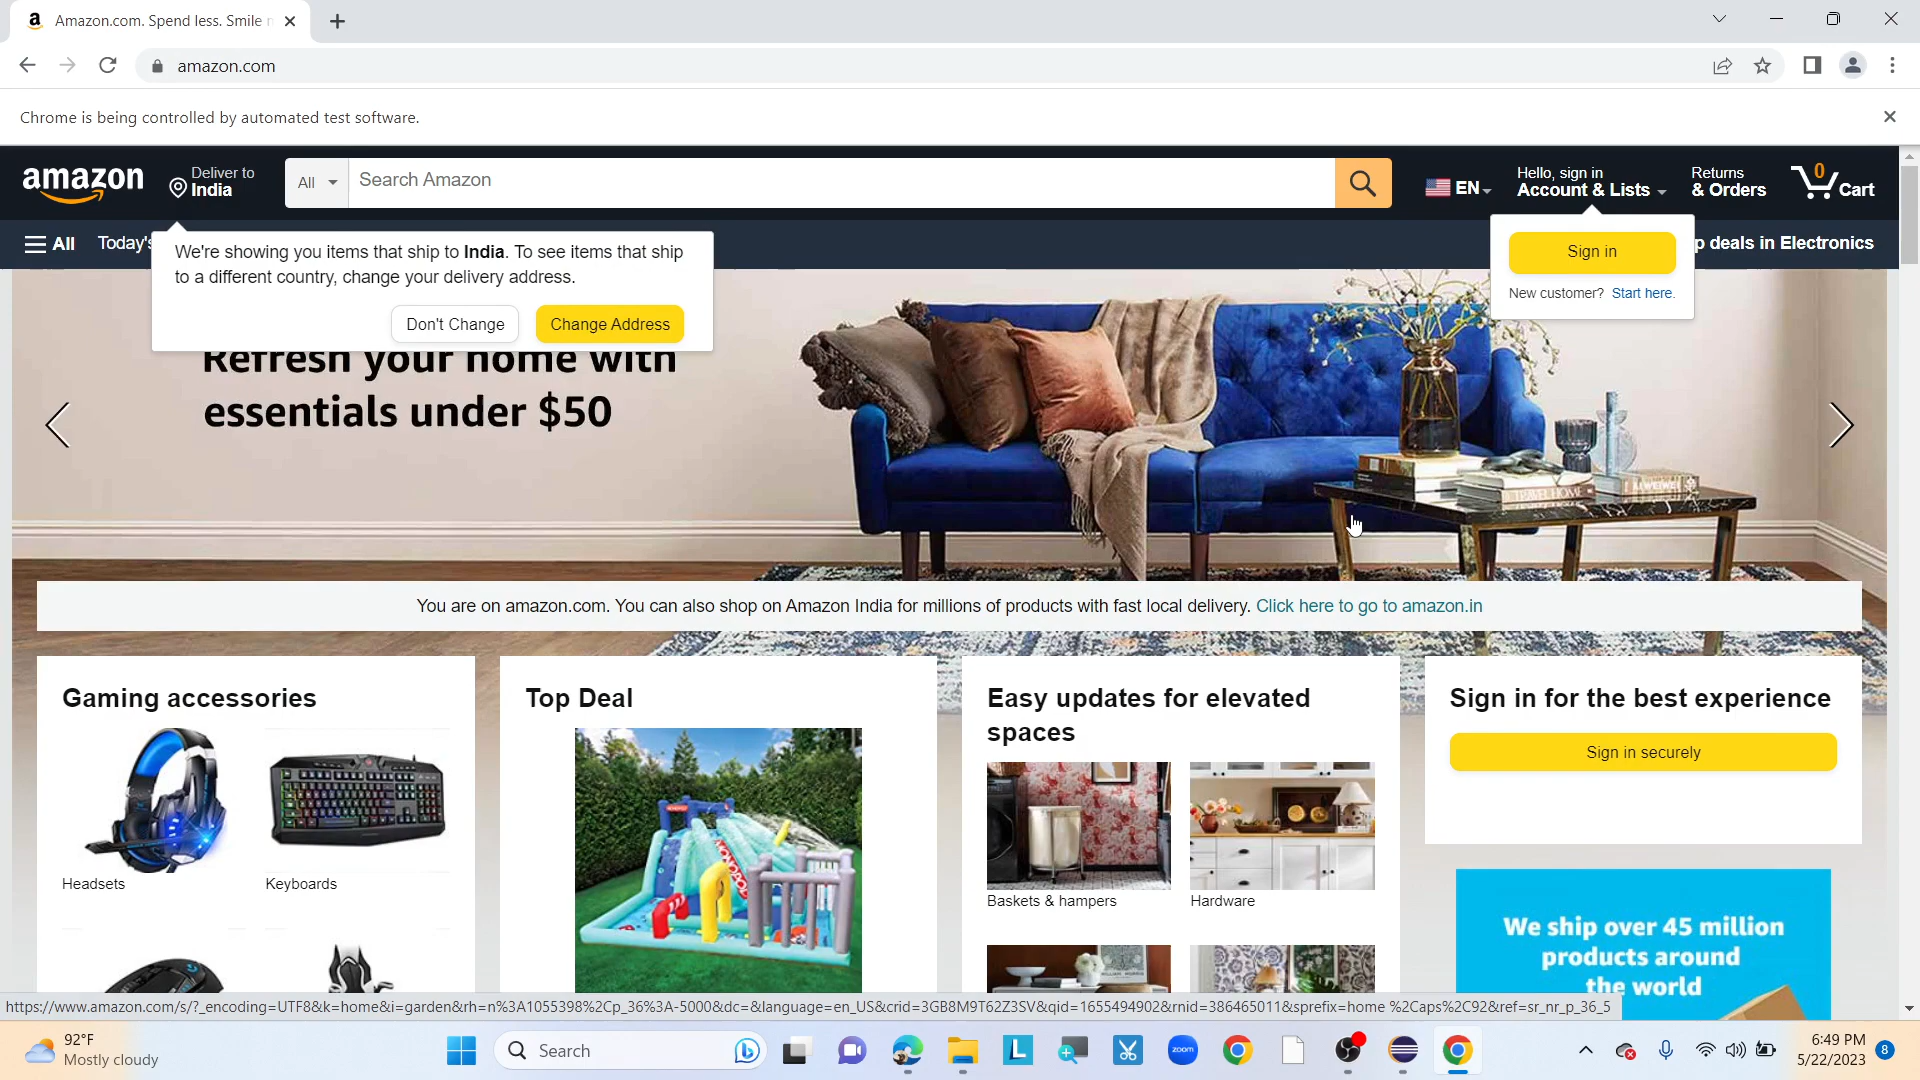 a Amazon.com. Spend less. Smile
amazon.com
Chrome is being controlled by automated test software.
amazon
Deliver to
India
All
Search Amazon
EN
Hello, sign in
Account & Lists
Returns
& Orders
0
Cart
All
Today's
p deals in Electronics
We're showing you items that ship to India. To see items that ship
to a different country, change your delivery address.
Don't Change
Change Address
Sign in
New customer? Start here.
Refresh your home with
essentials under $50
You are on amazon.com. You can also shop on Amazon India for millions of products with fast local delivery. Click here to go to amazon.in
Gaming accessories
Headsets
Keyboards
Top Deal
MONOPOLY
Easy updates for elevated
spaces
Baskets & hampers
Hardware
Sign in for the best experience
Sign in securely
We ship over 45 million
products around
the world
https://www.amazon.com/s/?_encoding=UTF8&k=home&i=garden&rh=n%3A1055398%2Cp_36%3A-5000&dc=&language=en_US&crid=3GB8M9T62Z3SV&qid=1655494902&rnid=386465011&sprefix=home %2Caps%2C92&ref=sr_nr_p_36_5
92°F
Mostly cloudy
Search
L
zoom
6:49 PM
5/22/2023
8